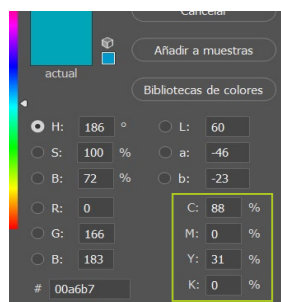 Cancelar
Añadir a muestras
actual
Bibliotecas de colores
H: 186 ° L: 60
S: 100 % a: -46
B: 72 % b: -23
R: 0 C: 88 %
G: 166 M: 0 %
B: 183 Y: 31 %
# 00a6b7 K: 0 %